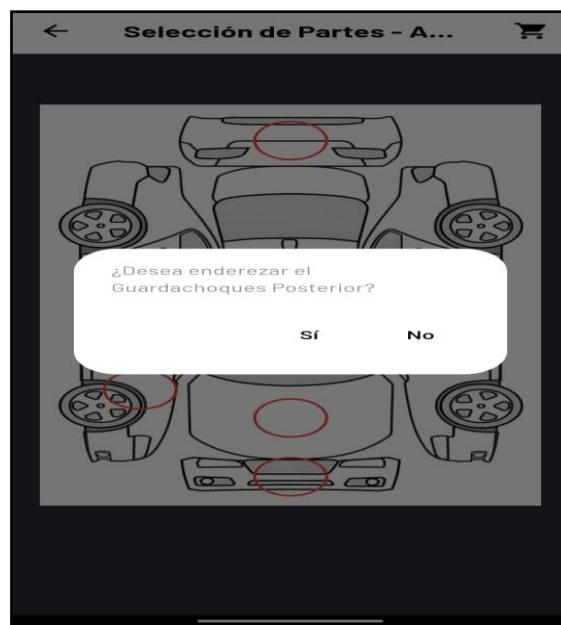 Selección de Partes - A...
¿Desea enderezar el
Guardachoques Posterior?
Sí No